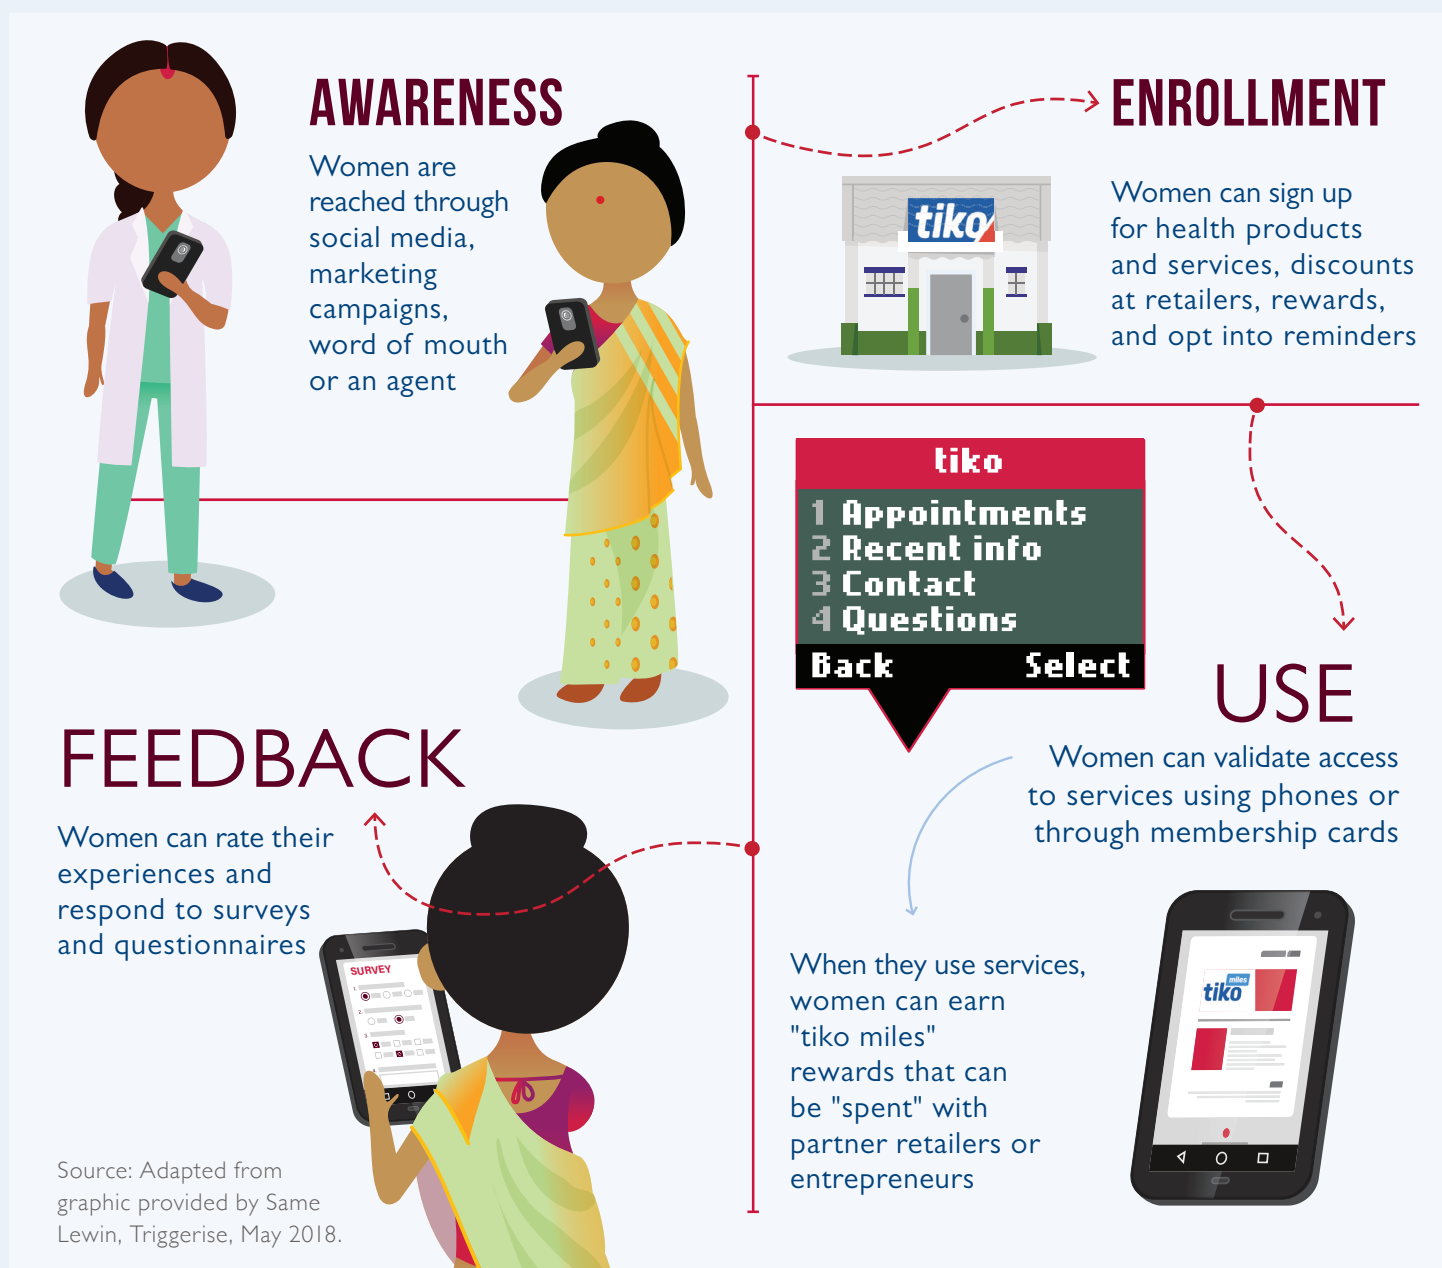 AWARENESS
Women are
reached through
social media,
marketing
campaigns,
word of mouth
or an agent
ENROLLMENT
tiko
Women can sign up
for health products
and services, discounts
at retailers, rewards,
and opt into reminders
tiko
1 Appointments
2 Recent info
3 Contact
4 Questions
Back Select
USE
Women can validate access
to services using phones or
through membership cards
When they use services,
women can earn
"tiko miles"
rewards that can
be "spent" with
partner retailers or
entrepreneurs
miles
tiko
FEEDBACK
Women can rate their
experiences and
respond to surveys
and questionnaires
SURVEY
1.
2.
3.
4.
Source: Adapted from
graphic provided by Same
Lewin, Triggerise, May 2018.